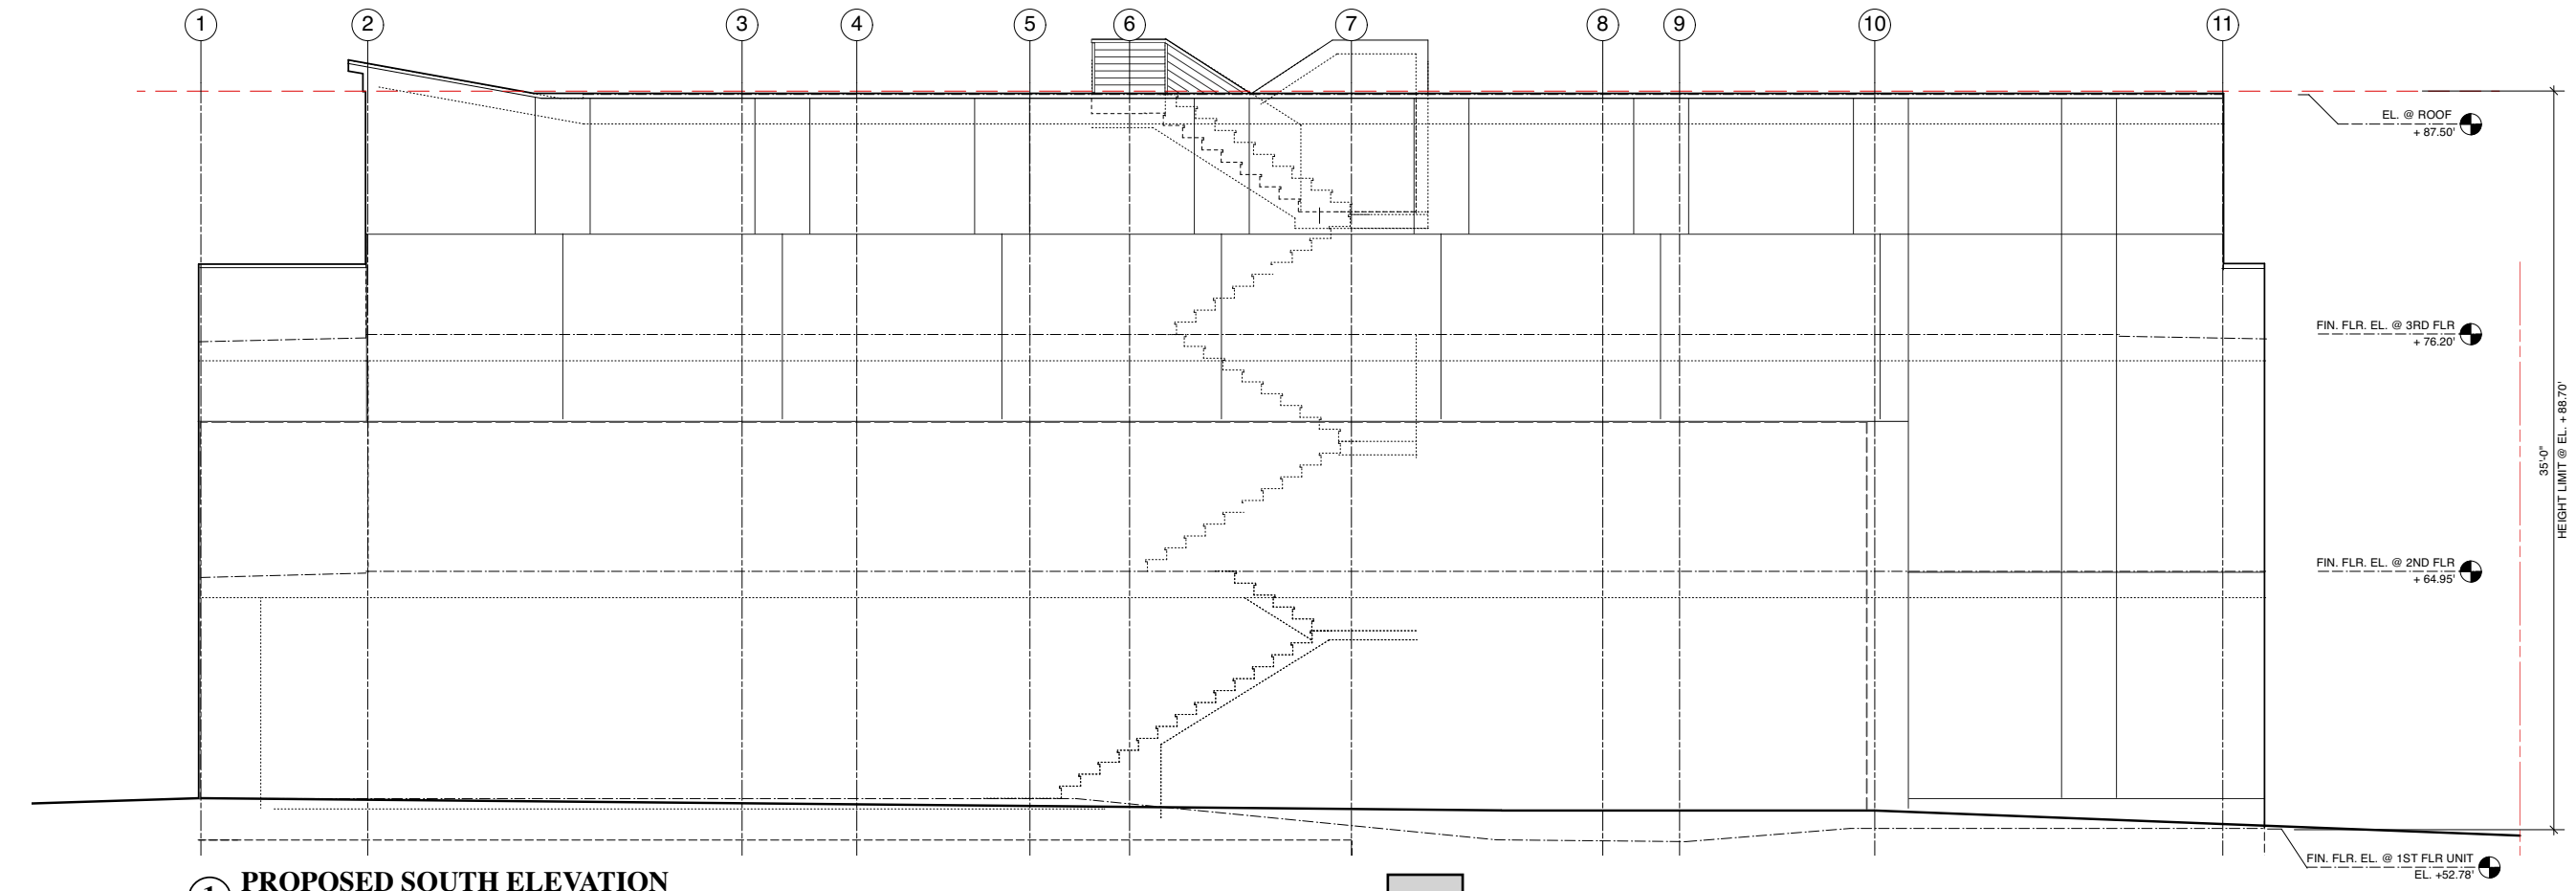 1 2 3 4 5 6 7 8 9 10 11
EL. @ ROOF
+ 87.50'
FIN. FLR. EL. @ 3RD FLR
+ 76.20'
35'-0"
HEIGHT LIMIT @ EL. + 88.70'
FIN. FLR. EL. @ 2ND FLR
+ 64.95'
FIN. FLR. EL. @ 1ST FLR UNIT
EL. +52.78'
1 PROPOSED SOUTH ELEVATION